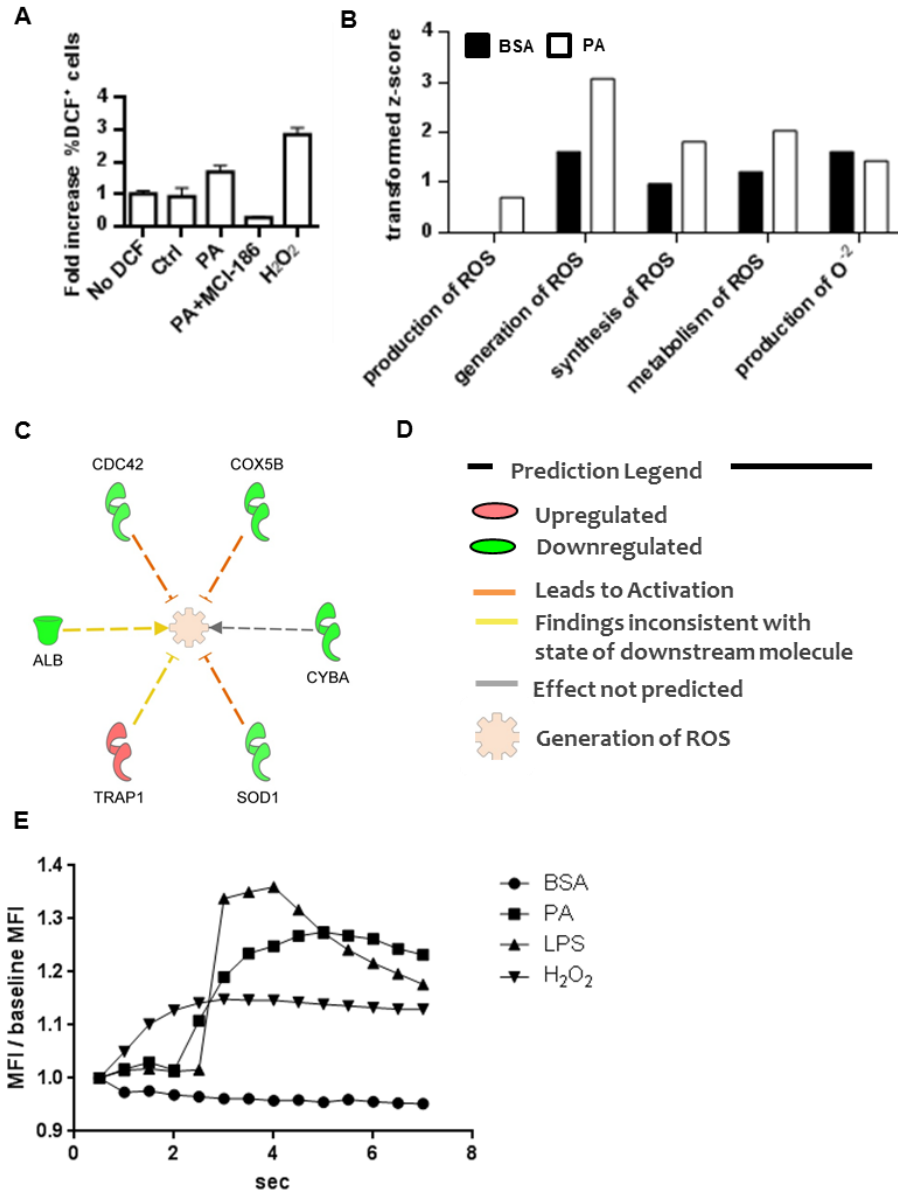 A
Fold increase %DCF+ cells
4
3
2
1
0
No DCF
Ctrl
PA
PA+MCI-186
H2O2
B
BSA
PA
transformed z-score
4
3
2
1
0
production of ROS
generation of ROS
synthesis of ROS
metabolism of ROS
production of O-2
C
CDC42
COX5B
ALB
CYBA
TRAP1
SOD1
D
Prediction Legend
Upregulated
Downregulated
Leads to Activation
Findings inconsistent with
state of downstream molecule
Effect not predicted
Generation of ROS
E
MFI / baseline MFI
1.4
1.3
1.2
1.1
1.0
0.9
0
2
4
6
8
sec
BSA
PA
LPS
H2O2